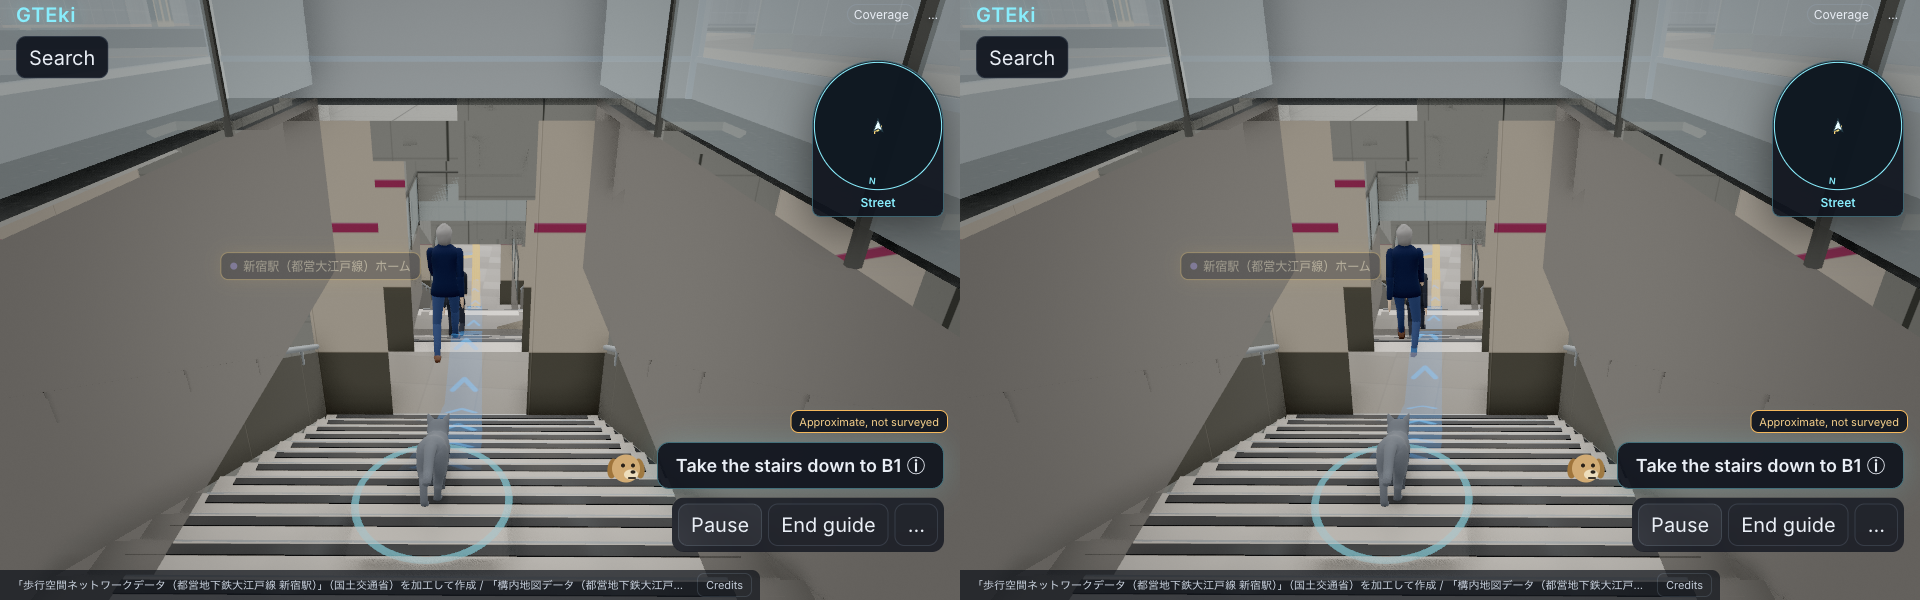 GTEki
Coverage
...
Search
N
Street
新宿駅（都営大江戸線）ホーム
Approximate, not surveyed
Take the stairs down to B1 ⓘ
Pause
End guide
...
「歩行空間ネットワークデータ（都営地下鉄大江戸線 新宿駅）」（国土交通省）を加工して作成 / 「構内地図データ（都営地下鉄大江戸...
Credits
GTEki
Coverage
...
Search
N
Street
新宿駅（都営大江戸線）ホーム
Approximate, not surveyed
Take the stairs down to B1 ⓘ
Pause
End guide
...
「歩行空間ネットワークデータ（都営地下鉄大江戸線 新宿駅）」（国土交通省）を加工して作成 / 「構内地図データ（都営地下鉄大江戸...
Credits